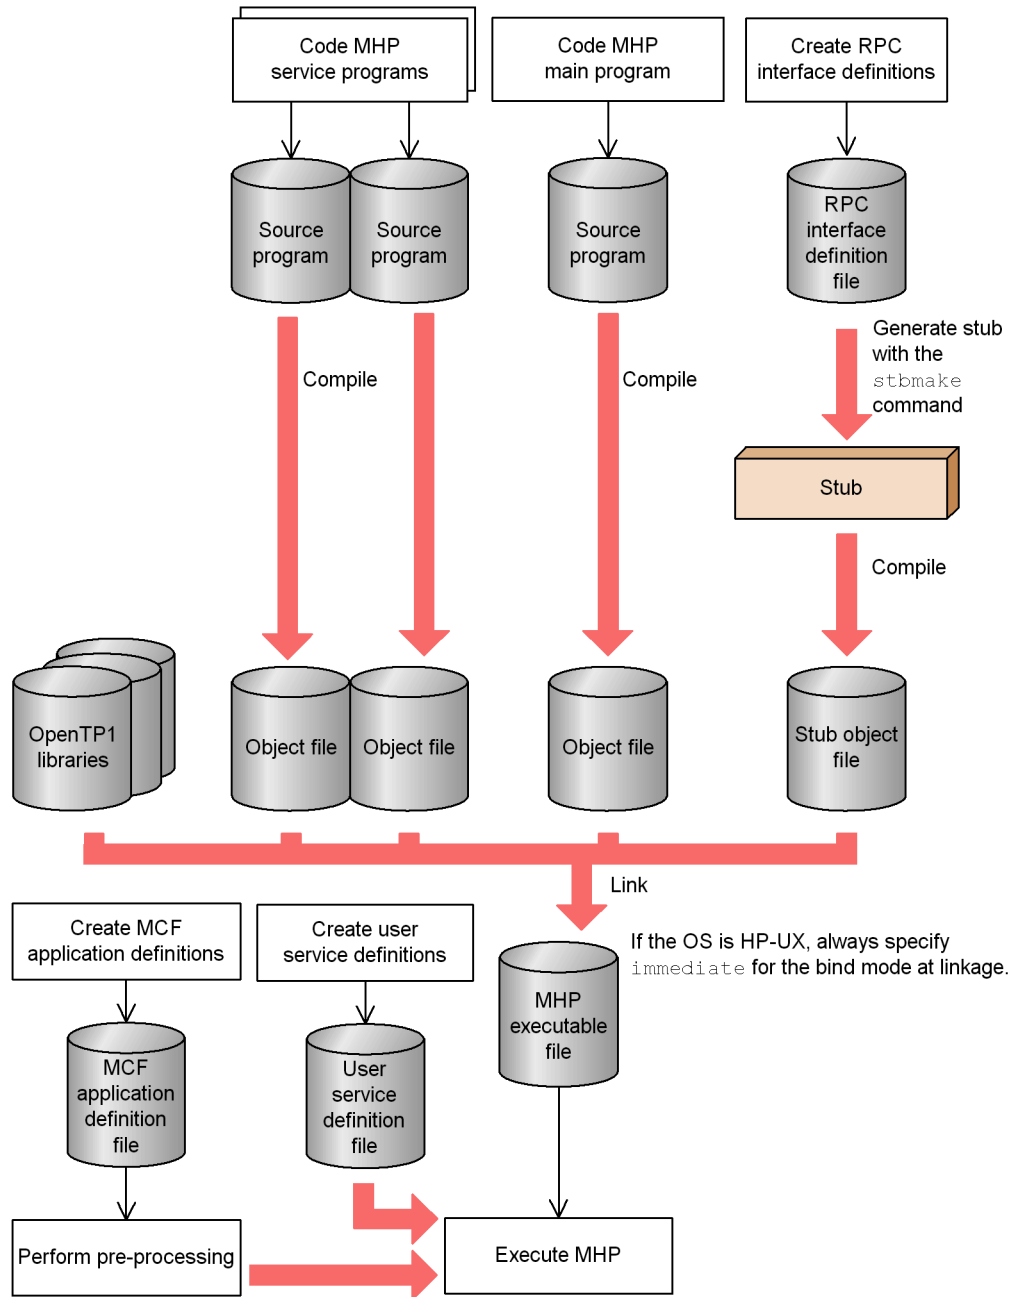 Code MHP
service programs
Code MHP
main program
Create RPC
interface definitions
Source
program
Source
program
Source
program
RPC
interface
definition
file
Compile
Compile
Generate stub
with the
stbmake
command
Stub
Compile
OpenTP1
libraries
Object file
Object file
Object file
Stub object
file
Link
If the OS is HP-UX, always specify
immediate for the bind mode at linkage.
Create MCF
application definitions
Create user
service definitions
MHP
executable
file
MCF
application
definition
file
User
service
definition
file
Perform pre-processing
Execute MHP